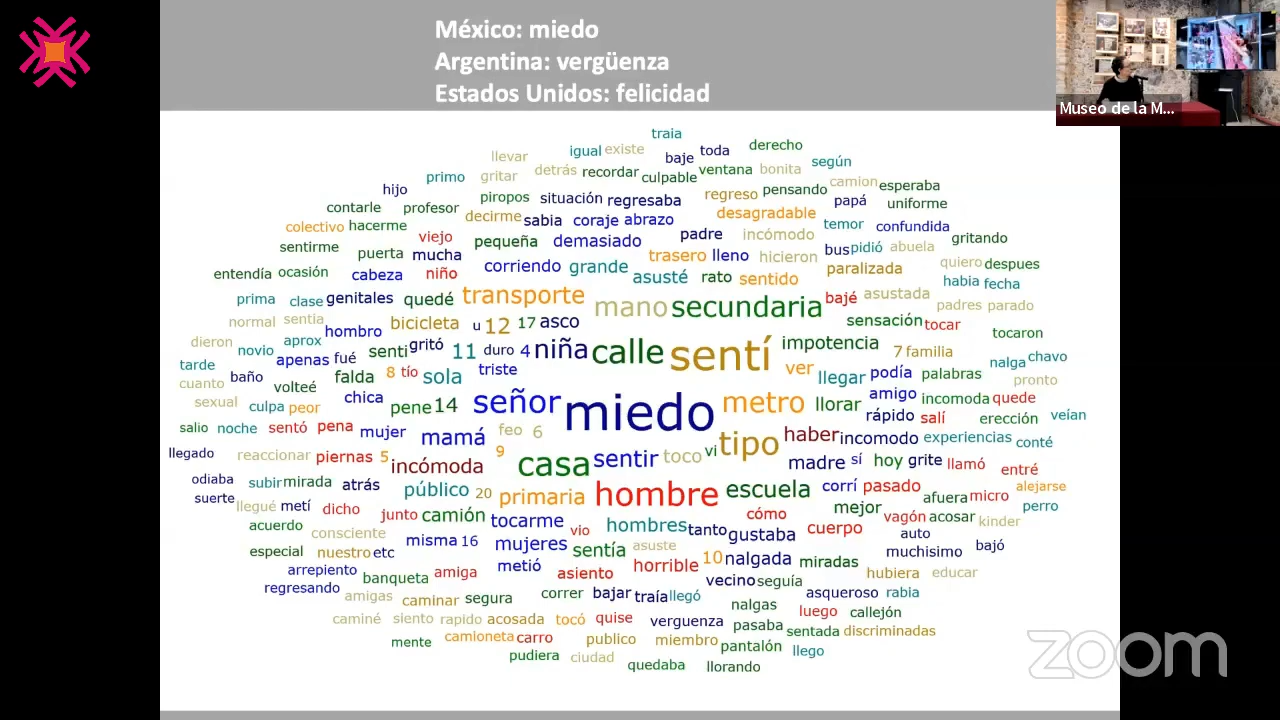 México: miedo
Argentina: vergüenza
Estados Unidos: felicidad
Museo de la M...
traia
llevar igual existe baje toda derecho
primo gritar detrás recordar culpable ventana bonita según
hijo piropos situación regresaba regreso pensando camion esperaba
contarle profesor decirme sabia coraje abrazo desagradable papá uniforme
colectivo hacerme viejo pequeña demasiado padre incómodo temor confundida
sentirme puerta mucha corriendo grande trasero lleno hicieron bus pidió abuela gritando
entendía ocasión cabeza niño asusté rato sentido paralizada quiero despues
prima clase genitales quedé transporte mano secundaria bajé asustada habia fecha
normal sentia hombro bicicleta u 12 17 asco sensación tocar padres parado
dieron novio aprox apenas fué senti gritó 11 duro 4 niña calle sentí impotencia 7 familia tocaron
tarde baño volteé falda 8 tío sola triste ver llegar podía palabras nalga chavo
cuanto sexual culpa peor chica pene 14 señor miedo metro llorar amigo incomoda quede pronto
salio noche sentó pena mujer mamá feo 6 tipo haber rápido salí erección veían
llegado reaccionar piernas 5 incómoda 9 casa sentir toco vi incomodo experiencias conté
odiaba subir mirada atrás público 20 primaria hombre escuela madre sí hoy grite llamó entré
suerte llegué metí dicho junto camión tocarme corrí pasado afuera micro alejarse
acuerdo consciente misma 16 vio hombres tanto cómo gustaba mejor cuerpo vagón acosar kinder perro
especial nuestro etc mujeres sentía asuste 10 nalgada miradas auto muchisimo bajó
arrepiento banqueta amiga metió asiento horrible vecino seguía hubiera educar
regresando amigas caminar segura correr bajar traía llegó asqueroso rabia
caminé siento rapido acosada tocó quise verguenza nalgas pasaba luego callejón
mente camioneta carro publico miembro pantalón sentada discriminadas
pudiera ciudad quedaba llorando llego
zoom